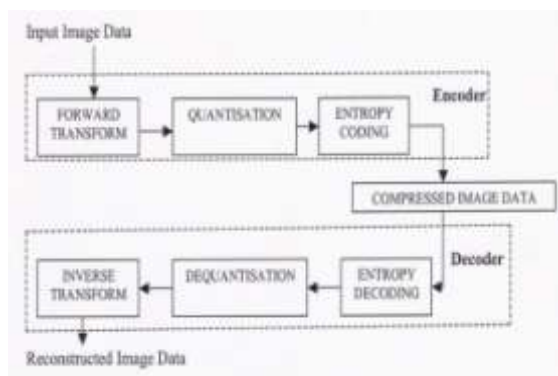 Input Image Data
Encoder
FORWARD
TRANSFORM
QUANTISATION
ENTROPY
CODING
COMPRESSED IMAGE DATA
Decoder
INVERSE
TRANSFORM
DEQUANTISATION
ENTROPY
DECODING
Reconstructed Image Data